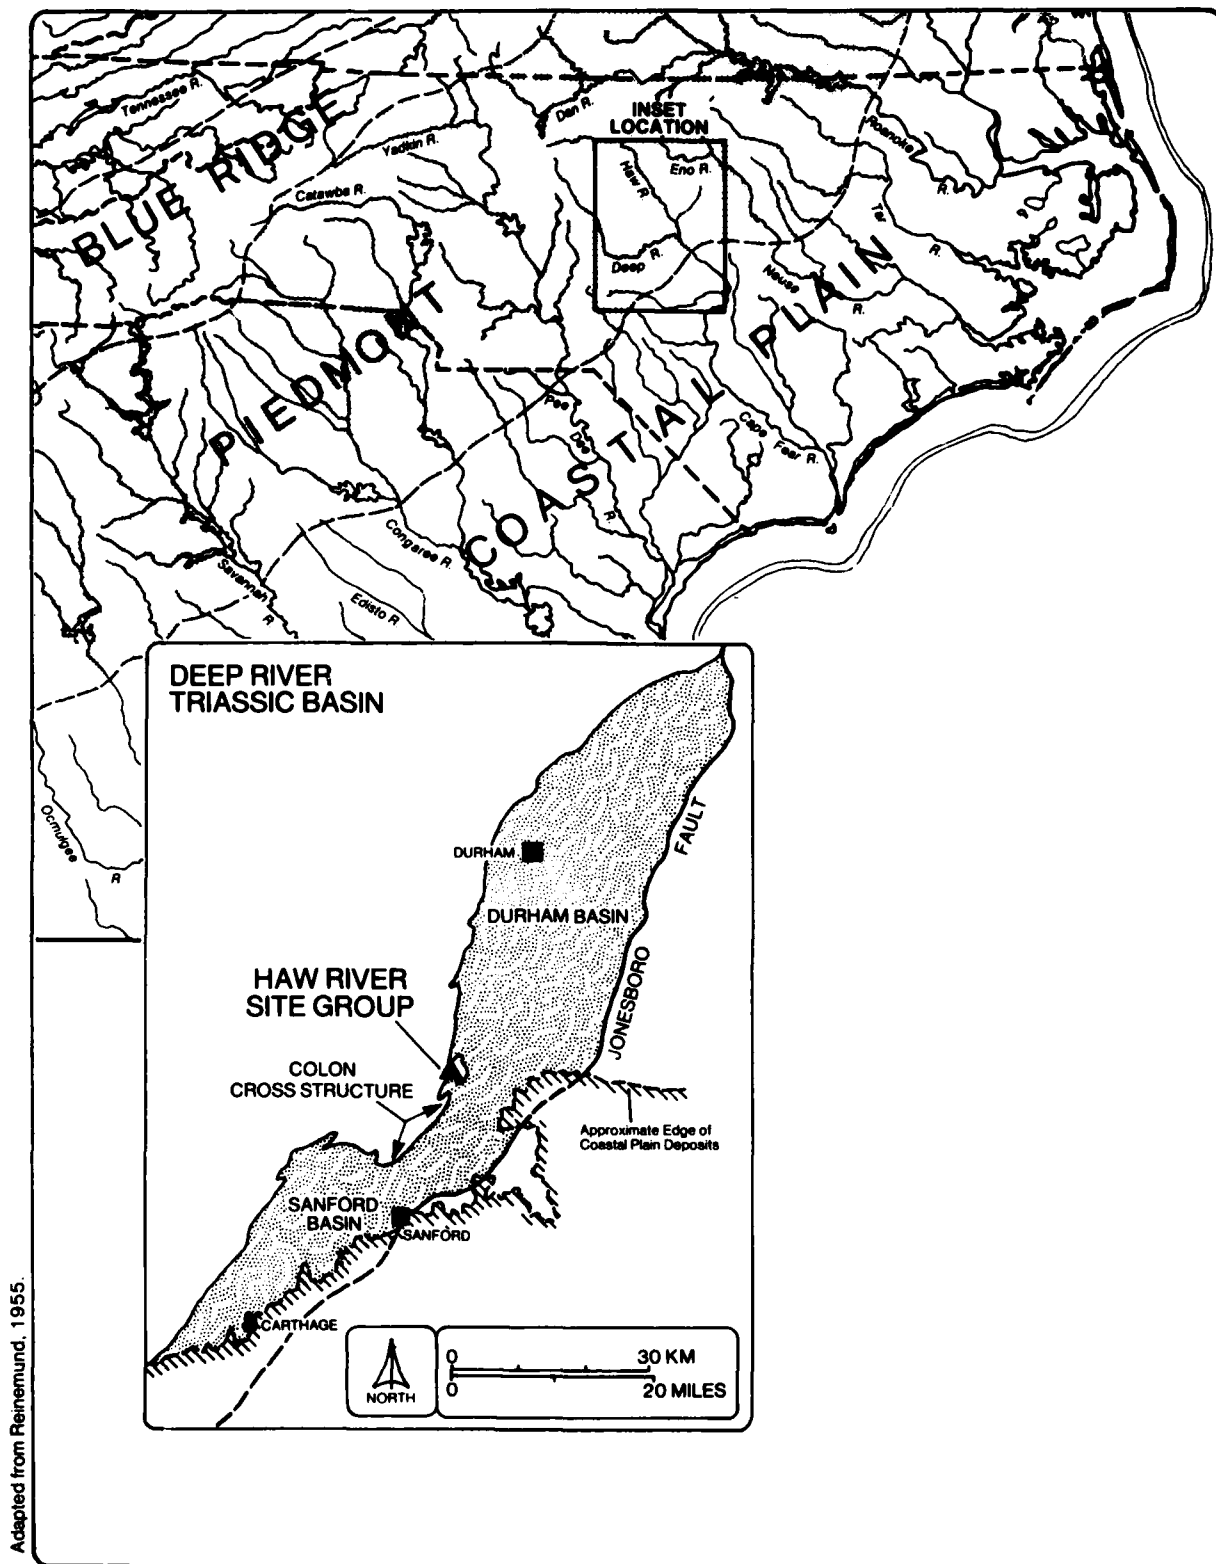 Tennessee R.
BLUE RIDGE
Dan R.
INSET
LOCATION
Yadkin R.
Catawba R.
Haw R.
Eno R.
Roanoke
R.
Tar
R.
Deep R.
Neuse
R.
PIEDMONT
COASTAL PLAIN
Pee
Dee
R.
Cape Fear R.
Congaree R.
Savannah
R
Edisto R
Ocmulgee
R
DEEP RIVER
TRIASSIC BASIN
DURHAM
DURHAM BASIN
JONESBORO FAULT
HAW RIVER
SITE GROUP
COLON
CROSS STRUCTURE
Approximate Edge of
Coastal Plain Deposits
SANFORD
BASIN
SANFORD
CARTHAGE
NORTH
0 30 KM
0 20 MILES
Adapted from Reinemund, 1955.